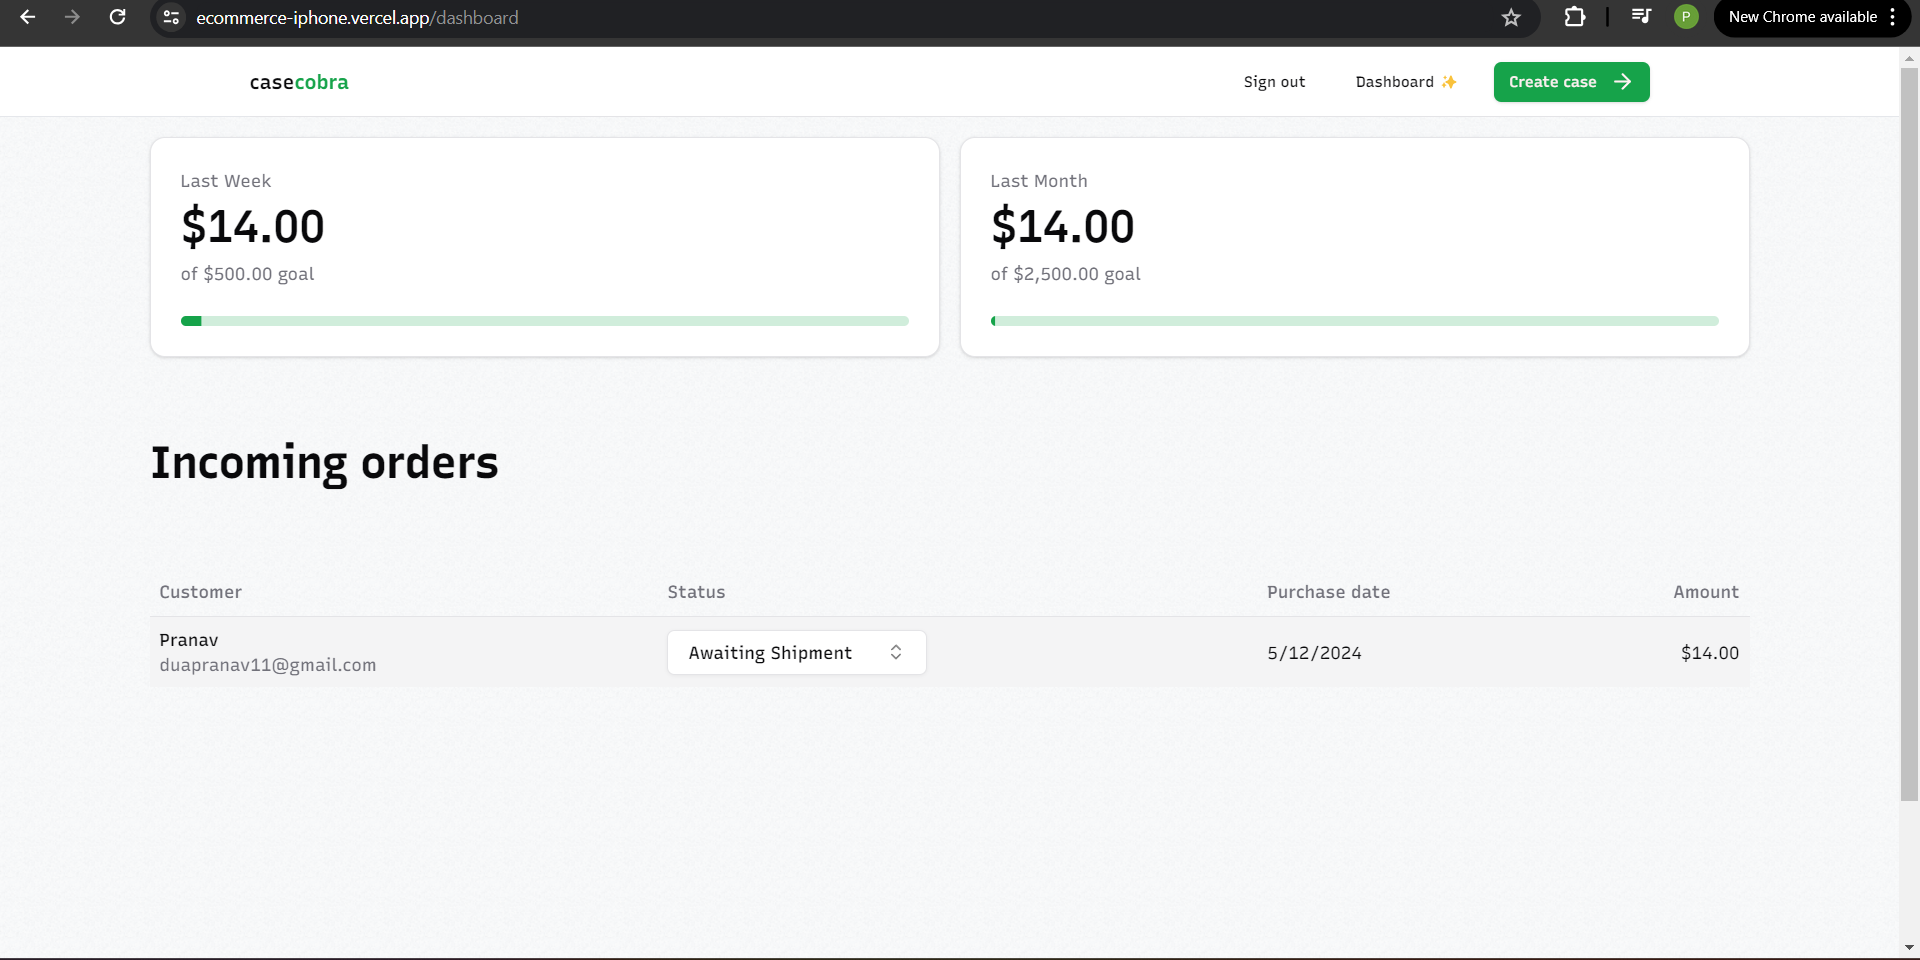 ecommerce-iphone.vercel.app/dashboard
P
New Chrome available
casecobra
Sign out
Dashboard ✨
Create case
Last Week
$14.00
of $500.00 goal
Last Month
$14.00
of $2,500.00 goal
Incoming orders
Customer Status Purchase date Amount
Pranav
duapranav11@gmail.com
Awaiting Shipment
5/12/2024
$14.00